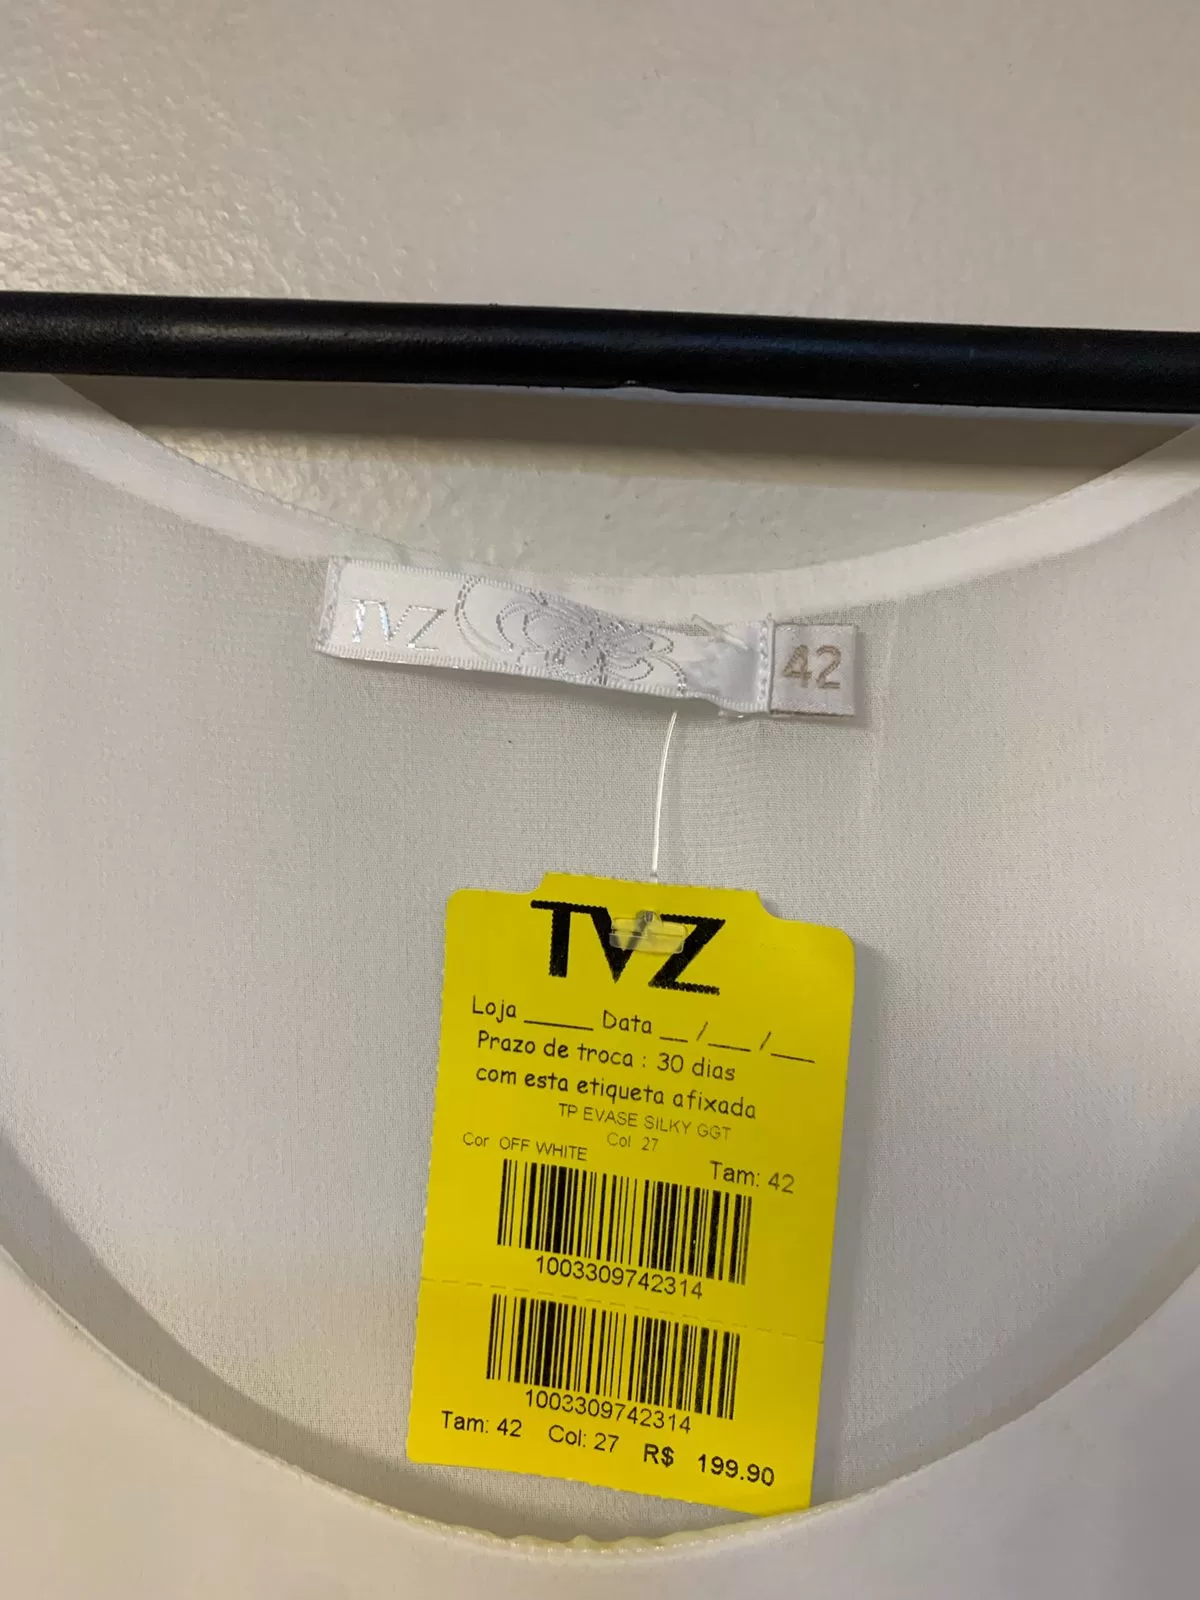 TVZ
42
TVZ
Loja _____ Data __ /___ /___
Prazo de troca : 30 dias
com esta etiqueta afixada
TP EVASE SILKY GGT
Col 27
Cor OFF WHITE
Tam: 42
1003309742314
1003309742314
Tam: 42 Col: 27 R$ 199.90